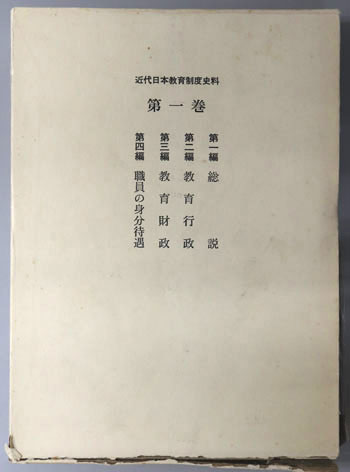 近代日本教育制度史料
第一巻
第一編 総説
第二編 教育行政
第三編 教育財政
第四編 職員の身分待遇